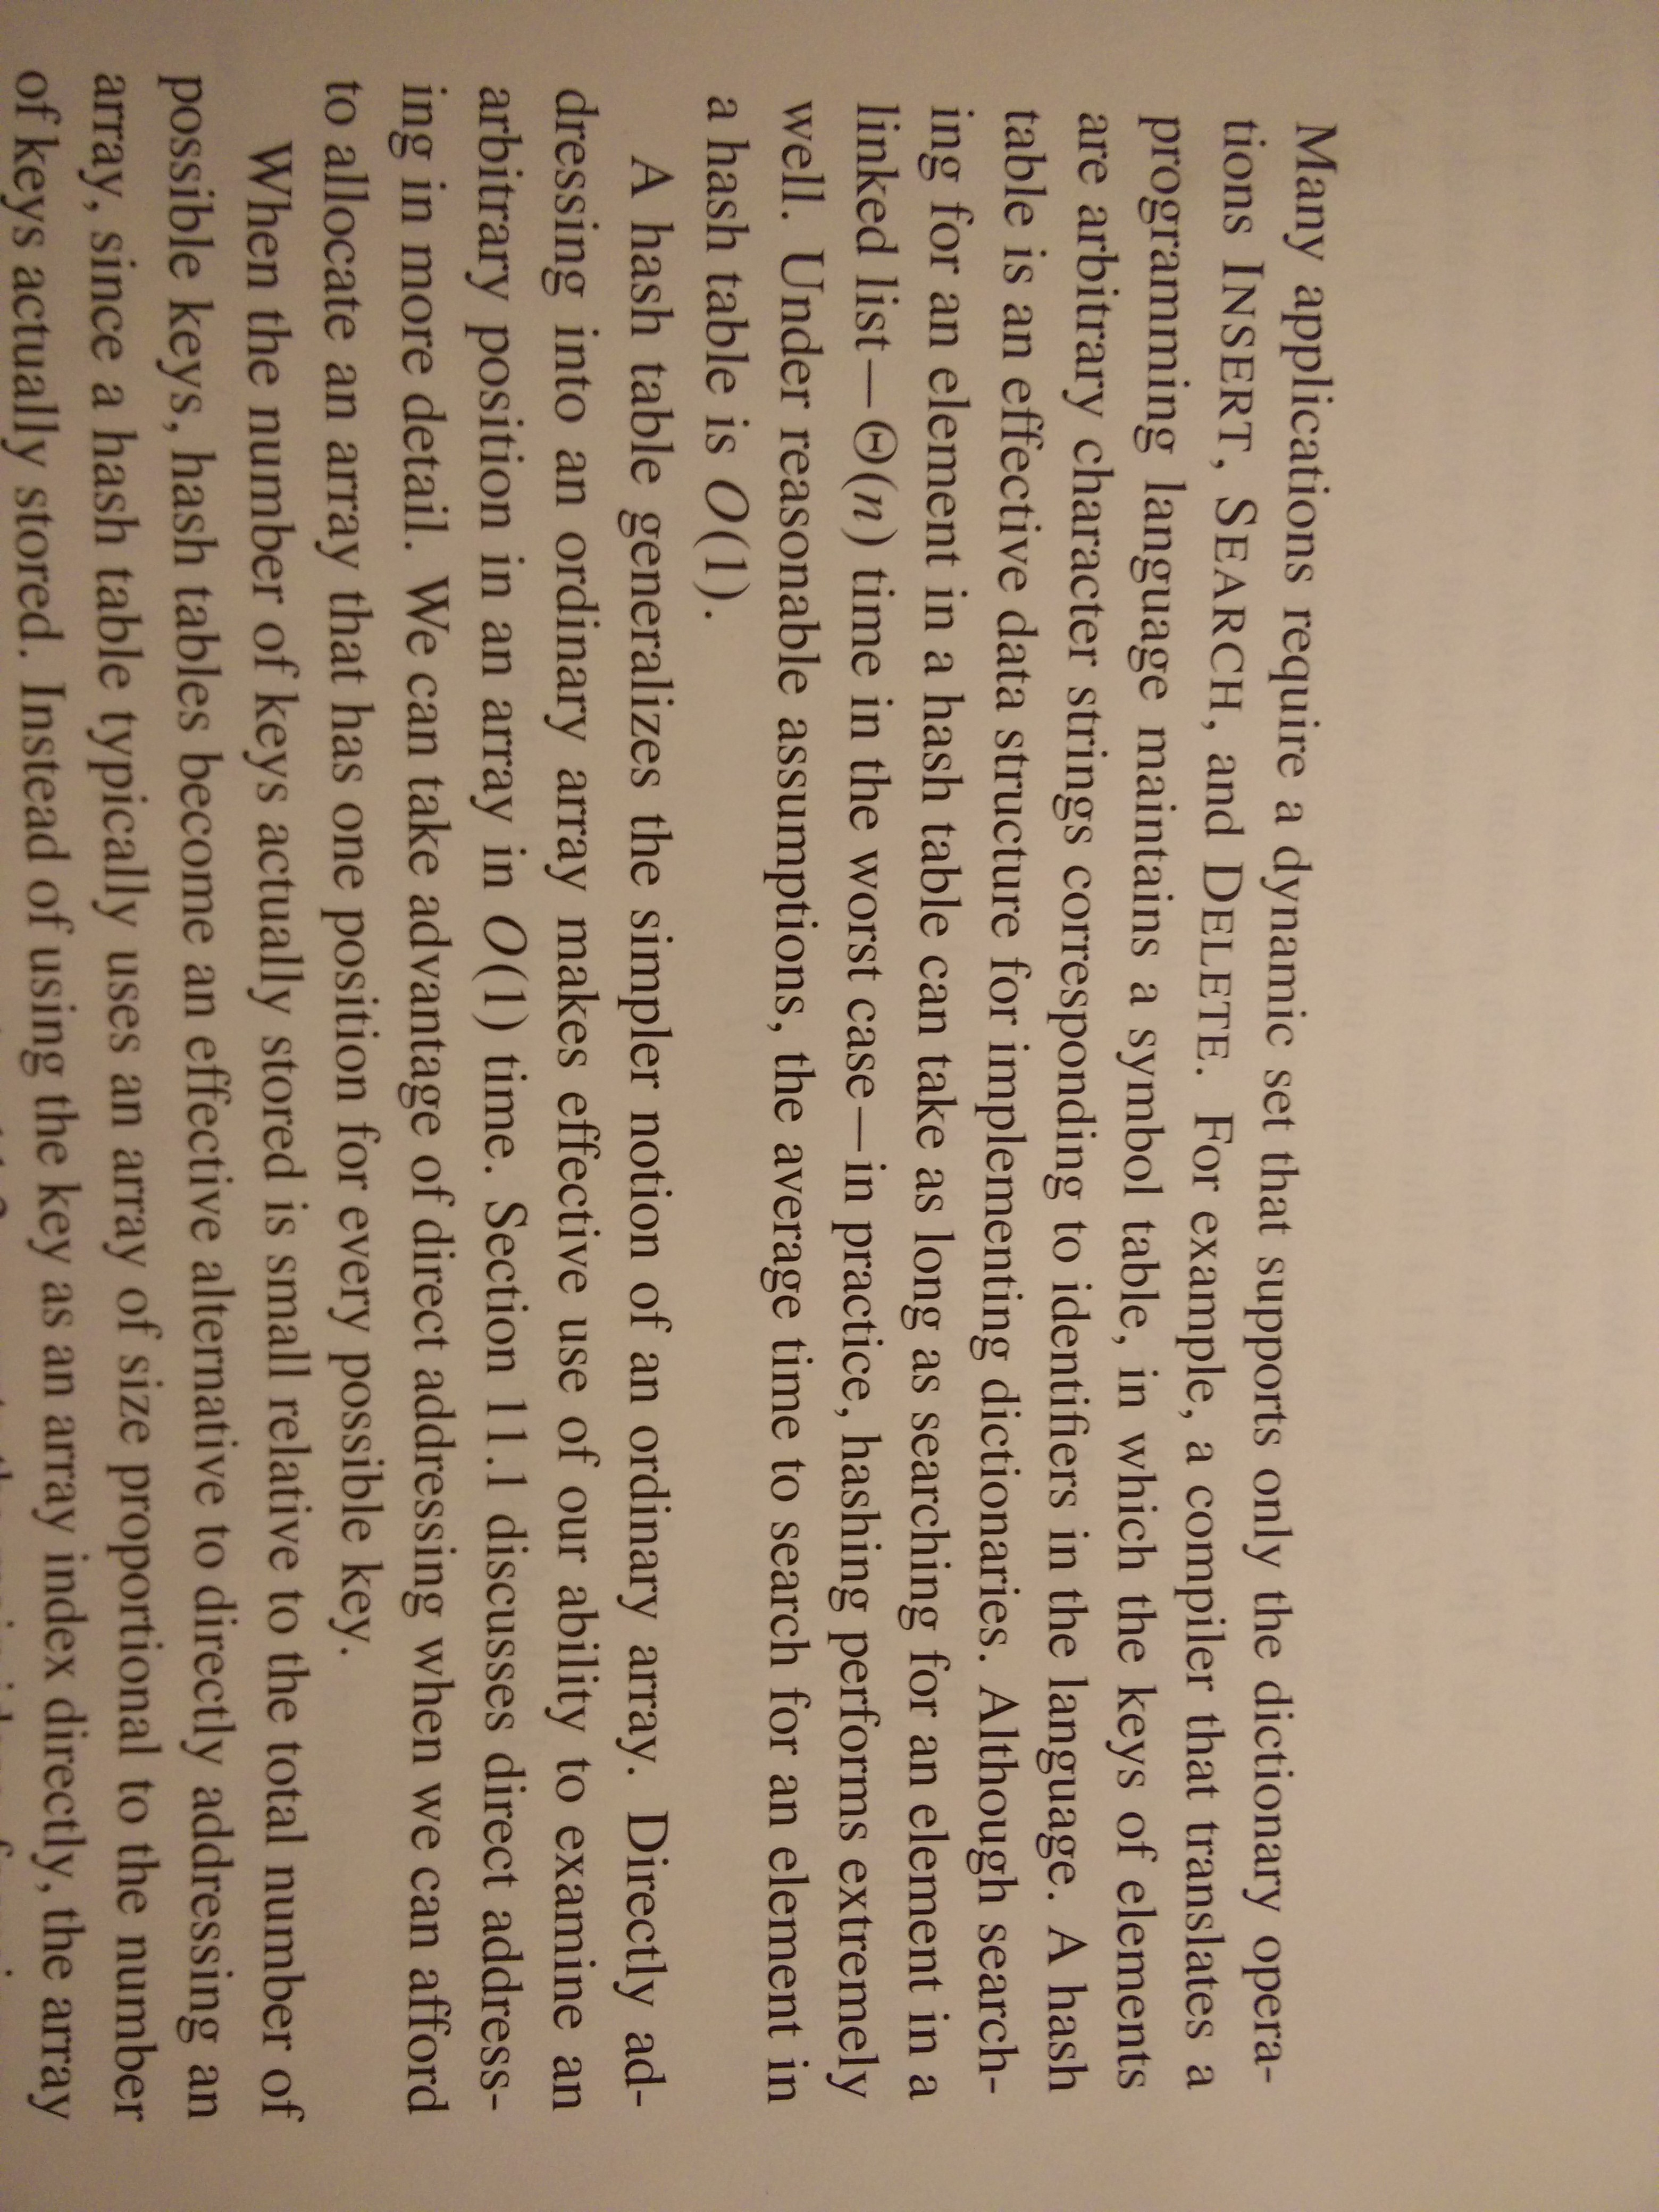 Many applications require a dynamic set that supports only the dictionary opera-
tions INSERT, SEARCH, and DELETE. For example, a compiler that translates a
programming language maintains a symbol table, in which the keys of elements
are arbitrary character strings corresponding to identifiers in the language. A hash
table is an effective data structure for implementing dictionaries. Although search-
ing for an element in a hash table can take as long as searching for an element in a
linked list—Θ(n) time in the worst case—in practice, hashing performs extremely
well. Under reasonable assumptions, the average time to search for an element in
a hash table is O(1).
A hash table generalizes the simpler notion of an ordinary array. Directly ad-
dressing into an ordinary array makes effective use of our ability to examine an
arbitrary position in an array in O(1) time. Section 11.1 discusses direct address-
ing in more detail. We can take advantage of direct addressing when we can afford
to allocate an array that has one position for every possible key.
When the number of keys actually stored is small relative to the total number of
possible keys, hash tables become an effective alternative to directly addressing an
array, since a hash table typically uses an array of size proportional to the number
of keys actually stored. Instead of using the key as an array index directly, the array